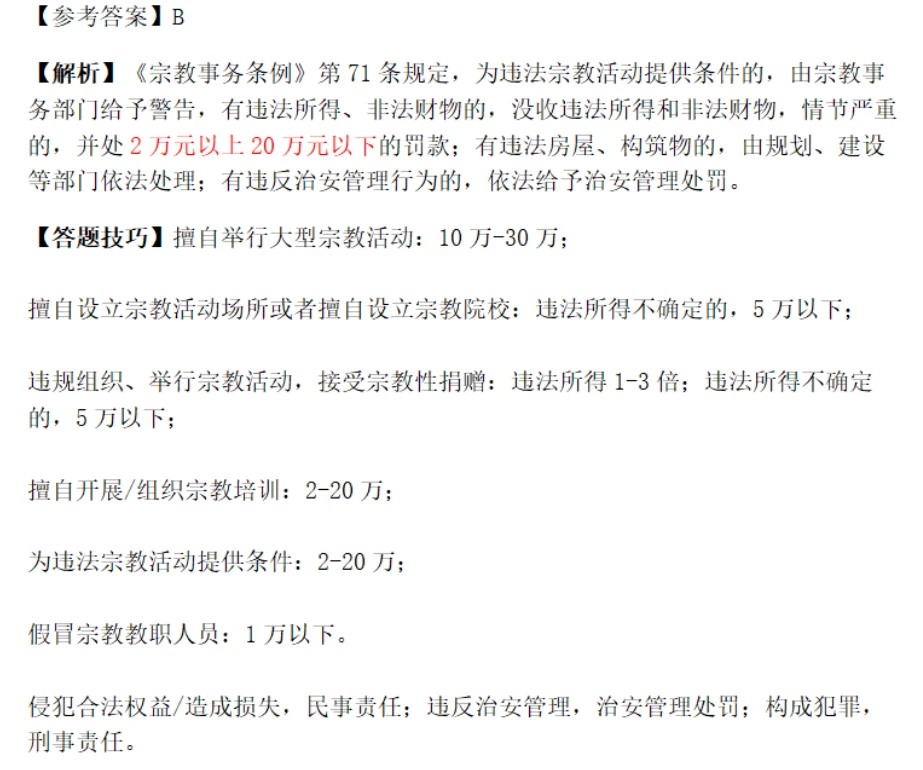 【参考答案】B
【解析】《宗教事务条例》第 71 条规定，为违法宗教活动提供条件的，由宗教事
务部门给予警告，有违法所得、非法财物的，没收违法所得和非法财物，情节严重
的，并处 2 万元以上 20 万元以下的罚款；有违法房屋、构筑物的，由规划、建设
等部门依法处理；有违反治安管理行为的，依法给予治安管理处罚。
【答题技巧】擅自举行大型宗教活动：10 万-30 万；
擅自设立宗教活动场所或者擅自设立宗教院校：违法所得不确定的，5 万以下；
违规组织、举行宗教活动，接受宗教性捐赠：违法所得 1-3 倍；违法所得不确定
的，5 万以下；
擅自开展/组织宗教培训：2-20 万；
为违法宗教活动提供条件：2-20 万；
假冒宗教教职人员：1 万以下。
侵犯合法权益/造成损失，民事责任；违反治安管理，治安管理处罚；构成犯罪，
刑事责任。